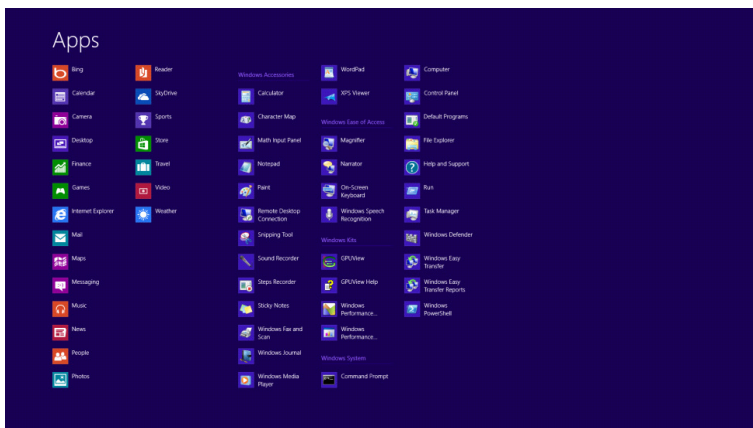 Apps
Bing
Calendar
Camera
Desktop
Finance
Games
Internet Explorer
Mail
Maps
Messaging
Music
News
People
Photos
Reader
SkyDrive
Sports
Store
Travel
Video
Weather
Windows Accessories
Calculator
Character Map
Math Input Panel
Notepad
Paint
Remote Desktop
Connection
Snipping Tool
Sound Recorder
Steps Recorder
Sticky Notes
Windows Fax and
Scan
Windows Journal
Windows Media
Player
WordPad
XPS Viewer
Windows Ease of Access
Magnifier
Narrator
On-Screen
Keyboard
Windows Speech
Recognition
Windows Kits
GPUView
GPUView Help
Windows
Performance...
Windows
Performance...
Windows System
Command Prompt
Computer
Control Panel
Default Programs
File Explorer
Help and Support
Run
Task Manager
Windows Defender
Windows Easy
Transfer
Windows Easy
Transfer Reports
Windows
PowerShell